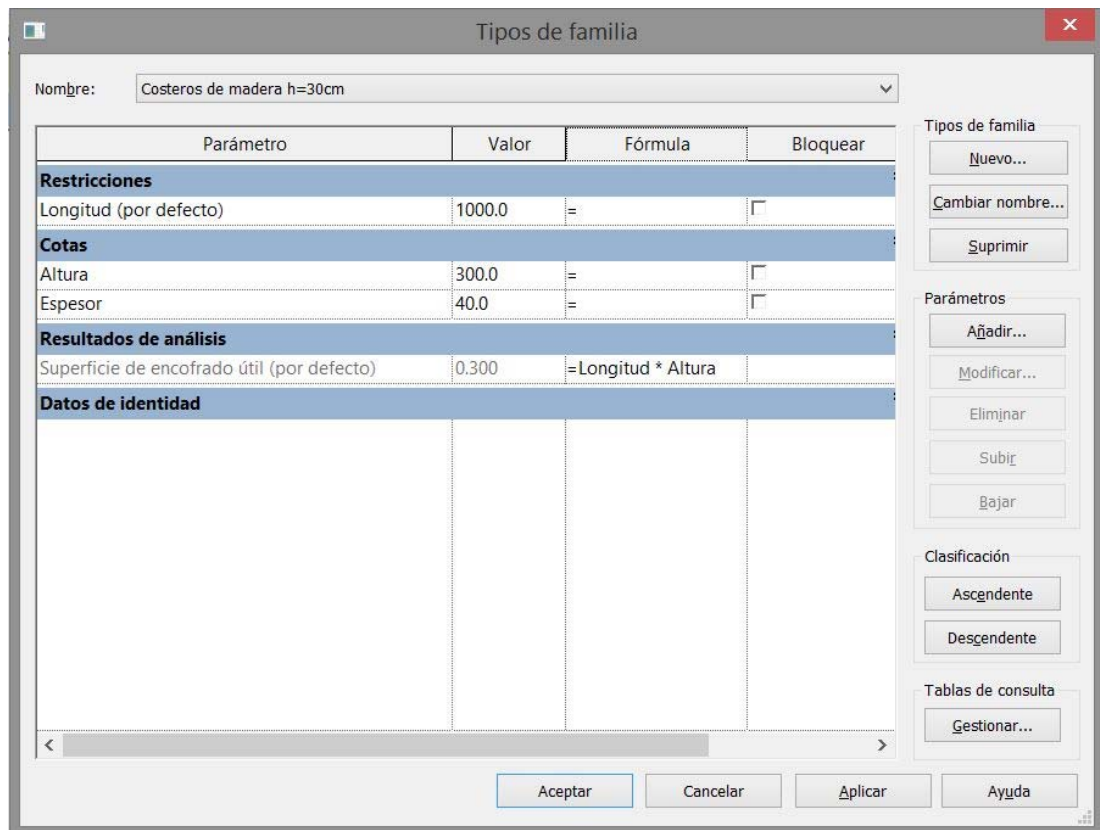 Tipos de familia
Nombre: Costeros de madera h=30cm
Parámetro Valor Fórmula Bloquear
Restricciones
Longitud (por defecto) 1000.0 =
Cotas
Altura 300.0 =
Espesor 40.0 =
Resultados de análisis
Superficie de encofrado útil (por defecto) 0.300 =Longitud * Altura
Datos de identidad
Tipos de familia
Nuevo...
Cambiar nombre...
Suprimir
Parámetros
Añadir...
Modificar...
Eliminar
Subir
Bajar
Clasificación
Ascendente
Descendente
Tablas de consulta
Gestionar...
Aceptar Cancelar Aplicar Ayuda